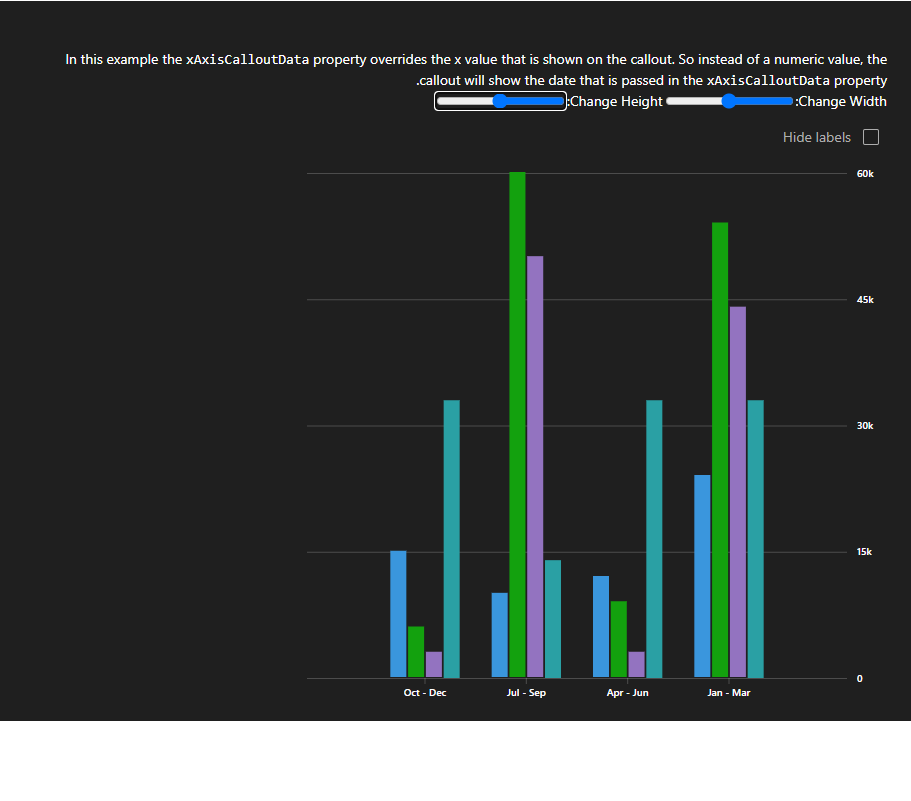 In this example the xAxisCalloutData property overrides the x value that is shown on the callout. So instead of a numeric value, the
.callout will show the date that is passed in the xAxisCalloutData property
:Change Height :Change Width
Hide labels
60k
45k
30k
15k
0
Oct - Dec Jul - Sep Apr - Jun Jan - Mar